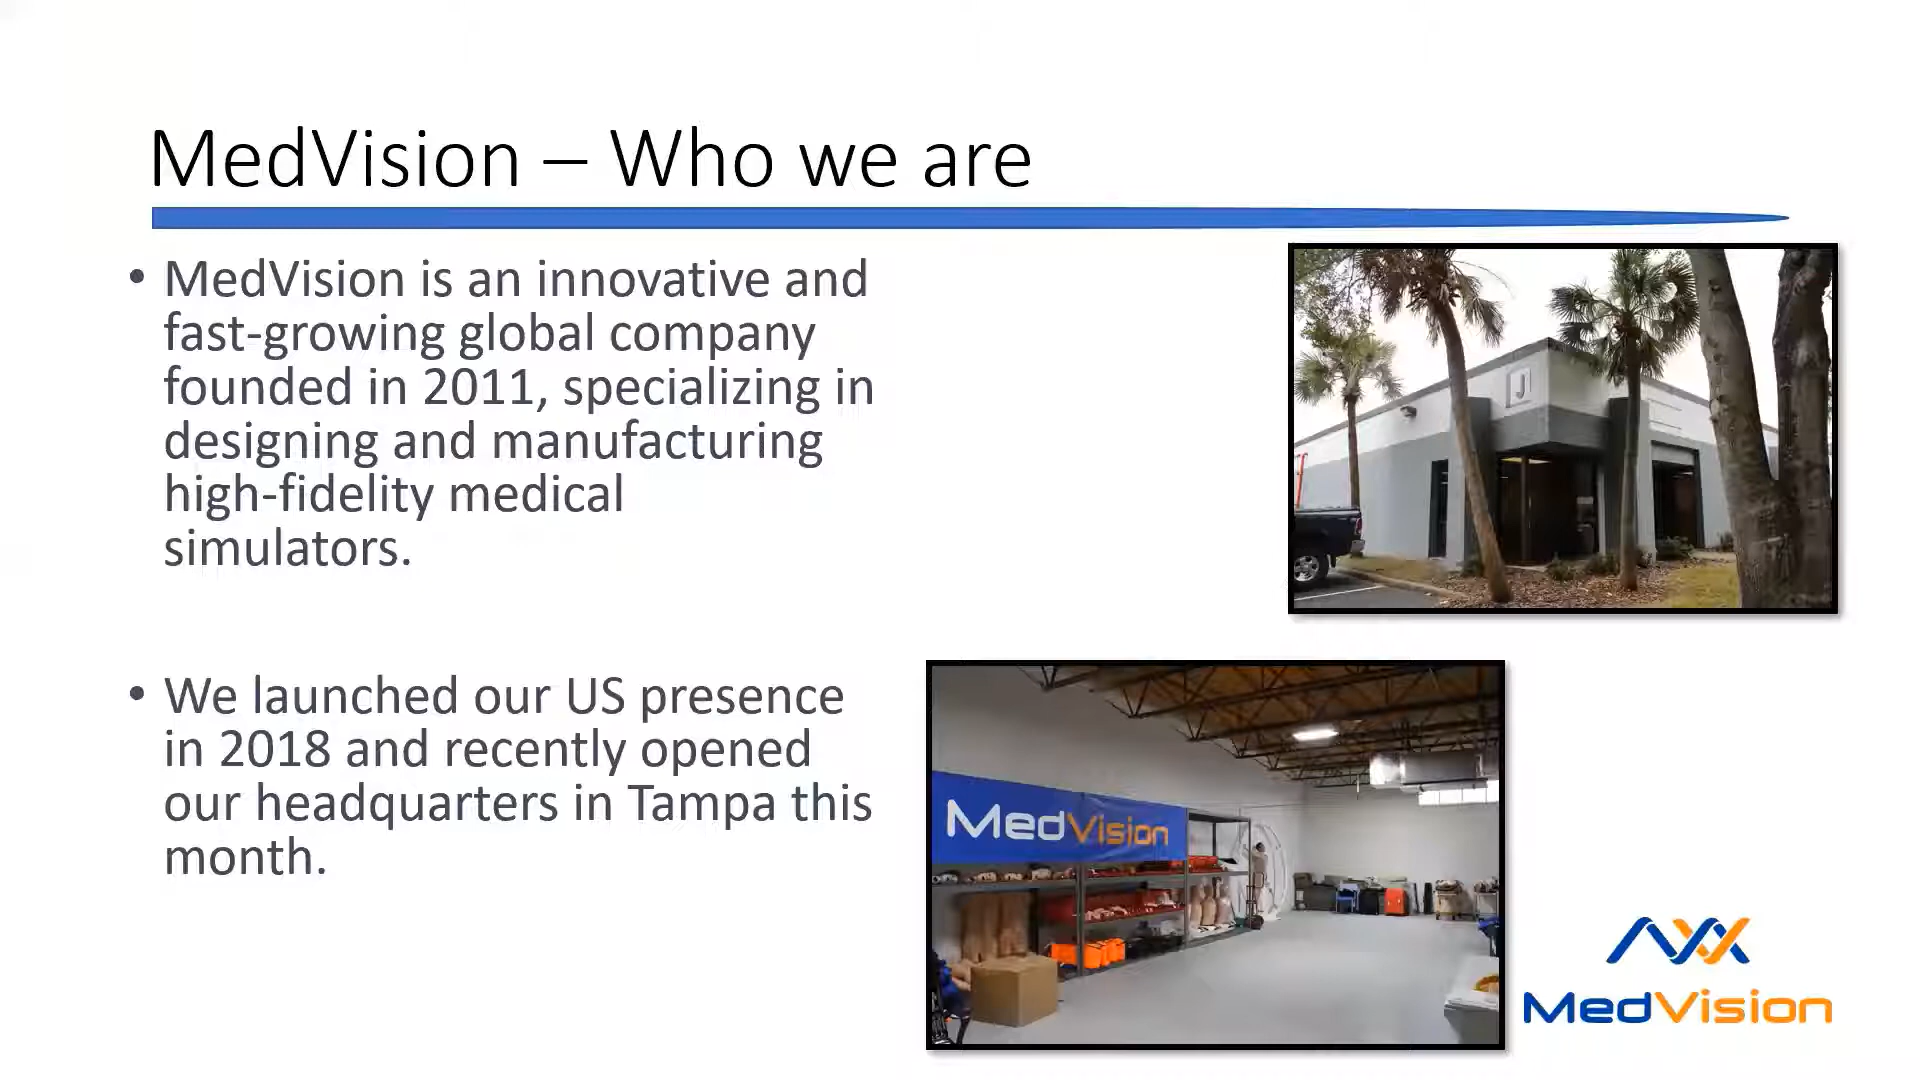 MedVision – Who we are
• MedVision is an innovative and
fast-growing global company
founded in 2011, specializing in
designing and manufacturing
high-fidelity medical
simulators.
J
• We launched our US presence
in 2018 and recently opened
our headquarters in Tampa this
month.
MedVision
MedVision